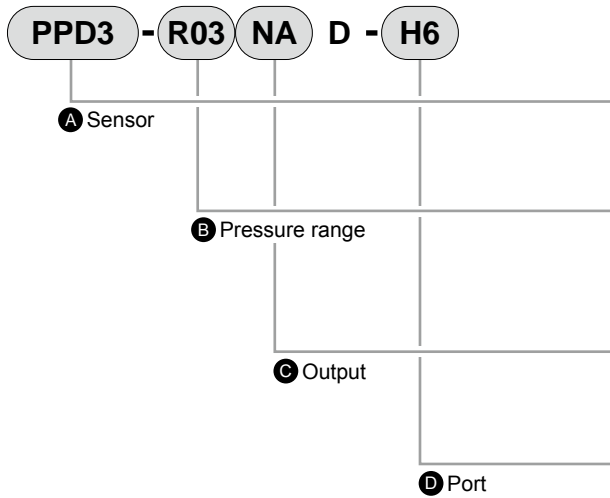 PPD3 - R03 NA D - H6
A Sensor
B Pressure range
C Output
D Port